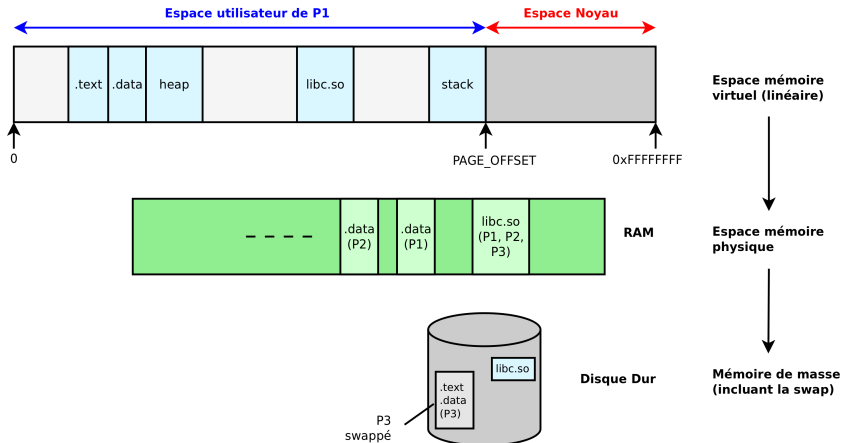 Espace utilisateur de P1
Espace Noyau
.text
.data
heap
libc.so
stack
Espace mémoire
virtuel (linéaire)
0
PAGE_OFFSET
0xFFFFFFFF
.data
(P2)
.data
(P1)
libc.so
(P1, P2,
P3)
RAM
Espace mémoire
physique
libc.so
.text
.data
(P3)
Disque Dur
Mémoire de masse
(incluant la swap)
P3
swappé